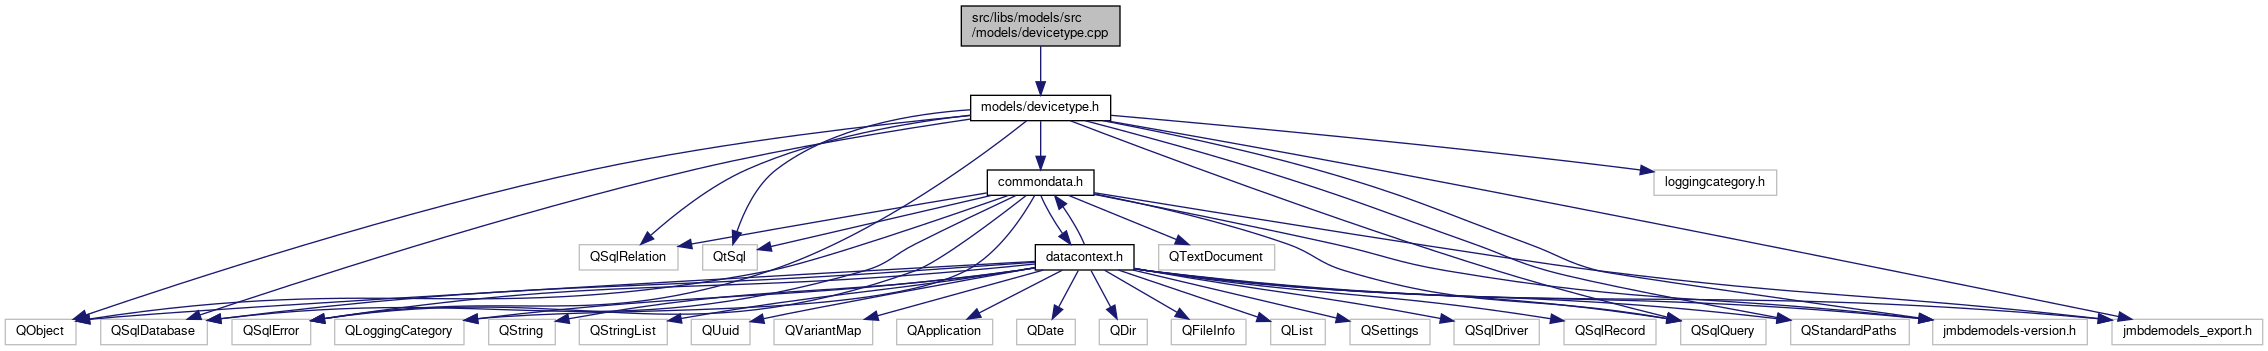 src/libs/models/src
/models/devicetype.cpp
models/devicetype.h
commondata.h
loggingcategory.h
QSqlRelation
QtSql
datacontext.h
QTextDocument
QObject
QSqlDatabase
QSqlError
QLoggingCategory
QString
QStringList
QUuid
QVariantMap
QApplication
QDate
QDir
QFileInfo
QList
QSettings
QSqlDriver
QSqlRecord
QSqlQuery
QStandardPaths
jmbdemodels-version.h
jmbdemodels_export.h